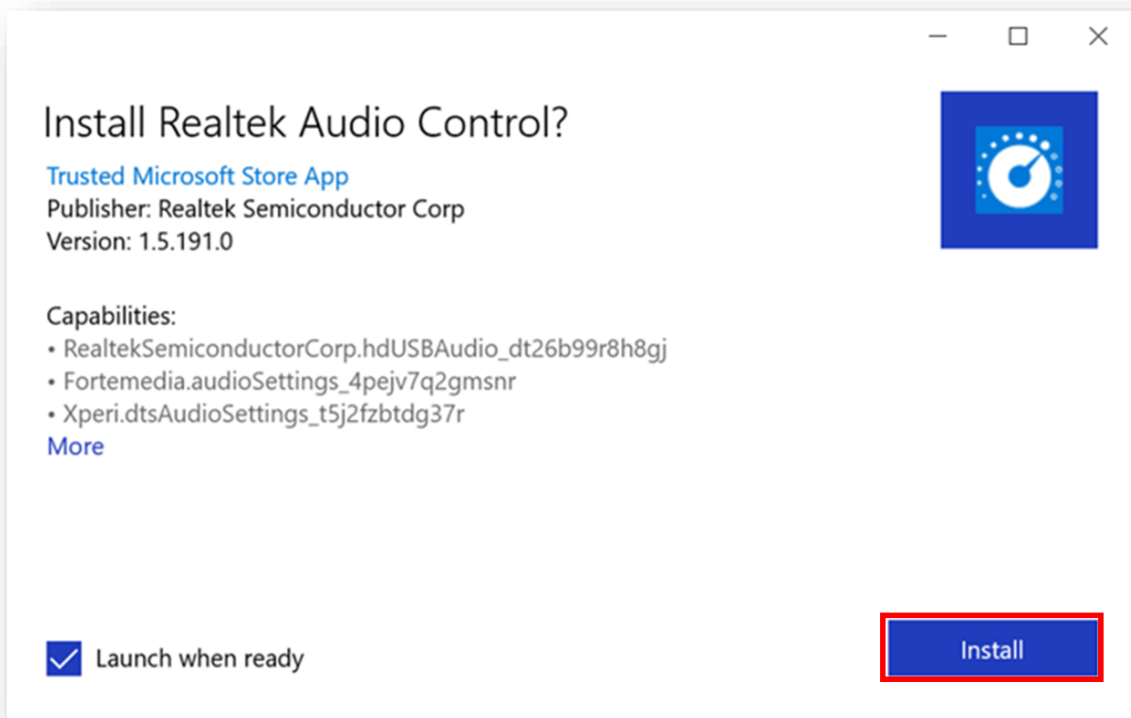 Install Realtek Audio Control?
Trusted Microsoft Store App
Publisher: Realtek Semiconductor Corp
Version: 1.5.191.0
Capabilities:
• RealtekSemiconductorCorp.hdUSBAudio_dt26b99r8h8gj
• Fortemedia.audioSettings_4pejv7q2gmsnr
• Xperi.dtsAudioSettings_t5j2fzbtdg37r
More
Launch when ready
Install